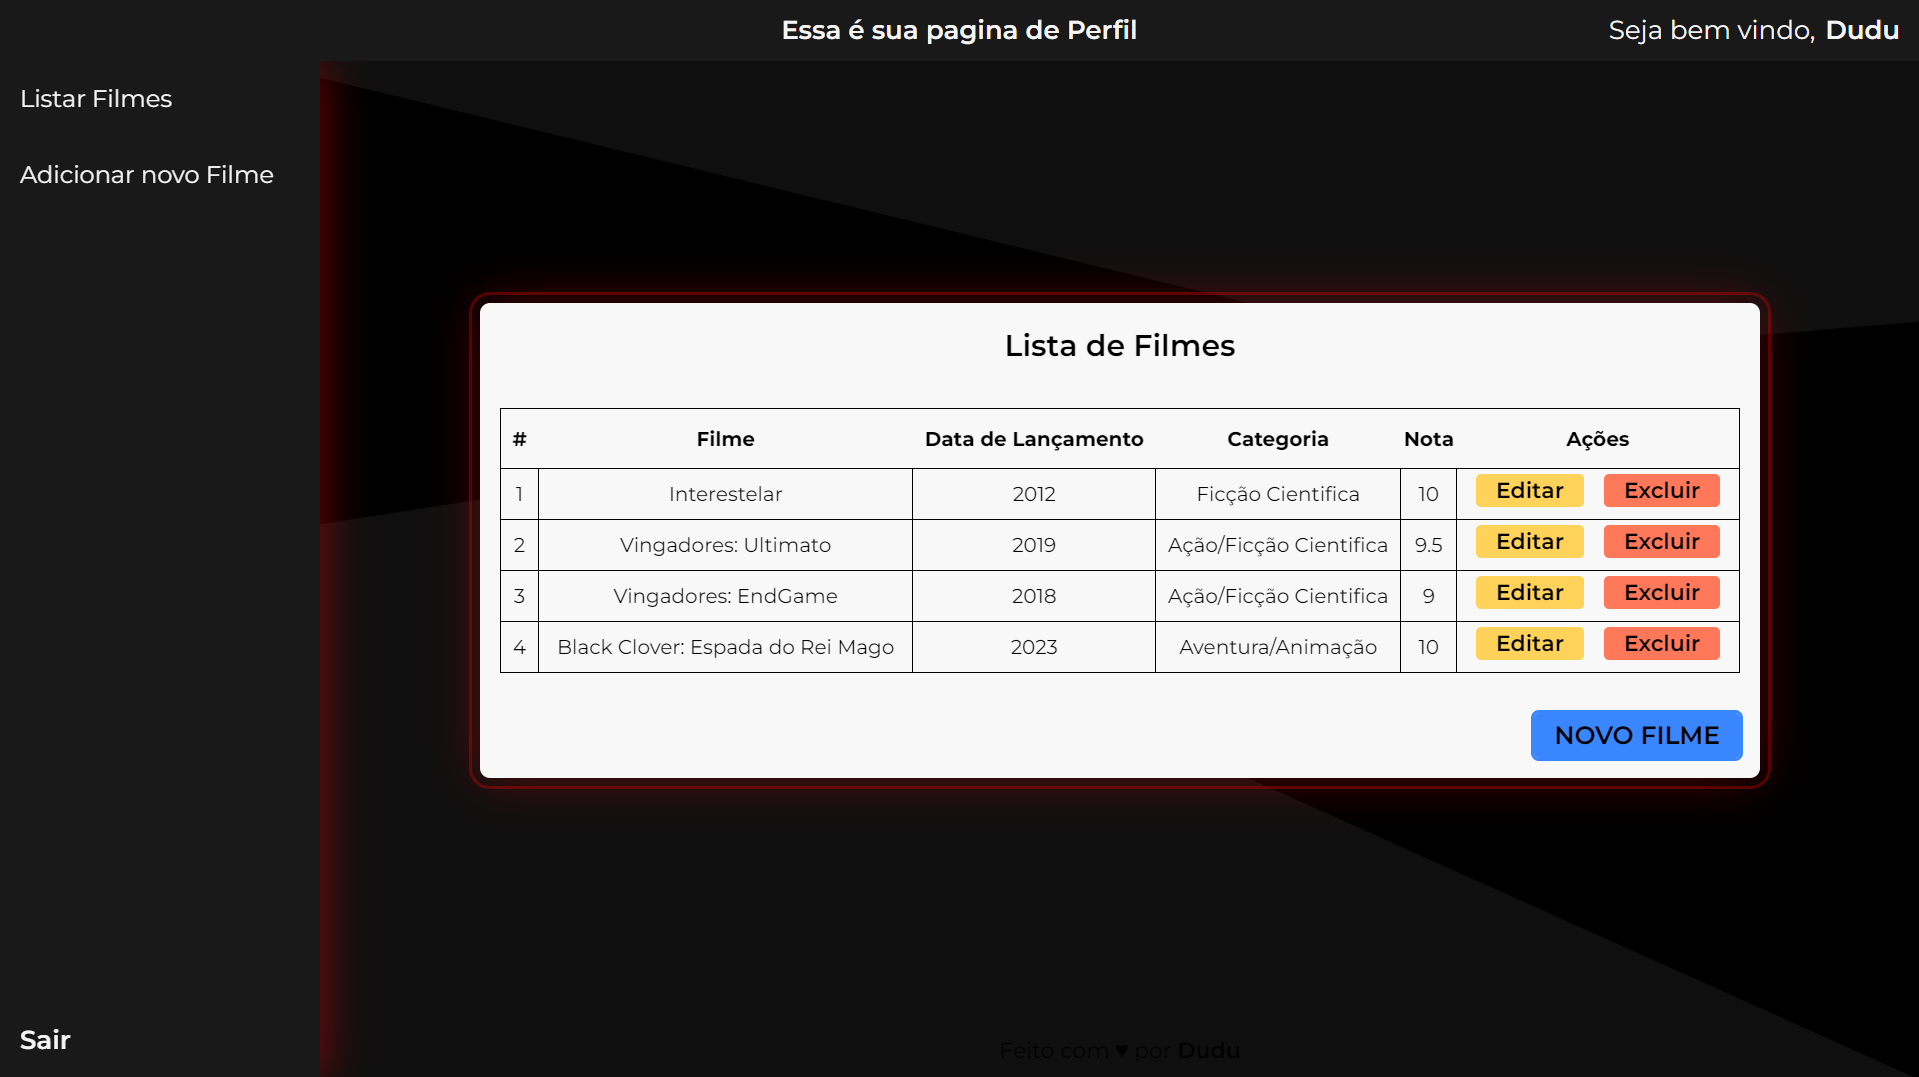 Essa é sua pagina de Perfil
Seja bem vindo, Dudu
Listar Filmes
Adicionar novo Filme
Lista de Filmes
# Filme Data de Lançamento Categoria Nota Ações
1 Interestelar 2012 Ficção Cientifica 10 Editar Excluir
2 Vingadores: Ultimato 2019 Ação/Ficção Cientifica 9.5 Editar Excluir
3 Vingadores: EndGame 2018 Ação/Ficção Cientifica 9 Editar Excluir
4 Black Clover: Espada do Rei Mago 2023 Aventura/Animação 10 Editar Excluir
NOVO FILME
Sair
Feito com ♥ por Dudu